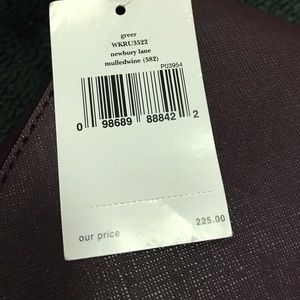 greer
WKRU3522
newbury lane
mulledwine (582)
P03954
0 98689 88842 2
our price 225.00